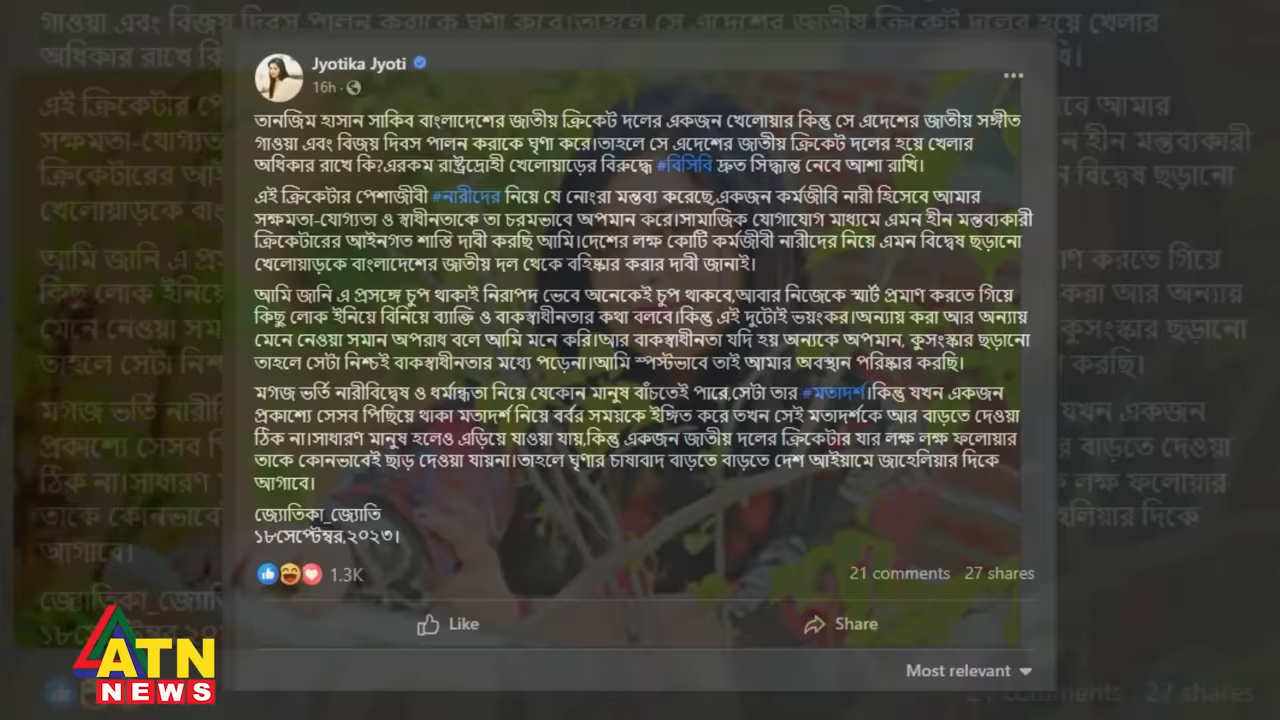 Jyotika Jyoti
16h
তানজিম হাসান সাকিব বাংলাদেশের জাতীয় ক্রিকেট দলের একজন খেলোয়ার কিন্তু সে এদেশের জাতীয় সঙ্গীত
গাওয়া এবং বিজয় দিবস পালন করাকে ঘৃণা করে।তাহলে সে এদেশের জাতীয় ক্রিকেট দলের হয়ে খেলার
অধিকার রাখে কি?এরকম রাষ্ট্রদ্রোহী খেলোয়াড়ের বিরুদ্ধে #বিসিবি দ্রুত সিদ্ধান্ত নেবে আশা রাখি।
এই ক্রিকেটার পেশাজীবী #নারীদের নিয়ে যে নোংরা মন্তব্য করেছে,একজন কর্মজীবি নারী হিসেবে আমার
সক্ষমতা-যোগ্যতা ও স্বাধীনতাকে তা চরমভাবে অপমান করে।সামাজিক যোগাযোগ মাধ্যমে এমন হীন মন্তব্যকারী
ক্রিকেটারের আইনগত শাস্তি দাবী করছি আমি।দেশের লক্ষ কোটি কর্মজীবী নারীদের নিয়ে এমন বিদ্বেষ ছড়ানো
খেলোয়াড়কে বাংলাদেশের জাতীয় দল থেকে বহিষ্কার করার দাবী জানাই।
আমি জানি এ প্রসঙ্গে চুপ থাকাই নিরাপদ ভেবে অনেকেই চুপ থাকবে,আবার নিজেকে স্মার্ট প্রমাণ করতে গিয়ে
কিছু লোক ইনিয়ে বিনিয়ে ব্যাক্তি ও বাকস্বাধীনতার কথা বলবে।কিন্তু এই দুটোই ভয়ংকর।অন্যায় করা আর অন্যায়
মেনে নেওয়া সমান অপরাধ বলে আমি মনে করি।আর বাকস্বাধীনতা যদি হয় অন্যকে অপমান, কুসংস্কার ছড়ানো
তাহলে সেটা নিশ্চই বাকস্বাধীনতার মধ্যে পড়েনা।আমি স্পস্টভাবে তাই আমার অবস্থান পরিষ্কার করছি।
মগজ ভর্তি নারীবিদ্বেষ ও ধর্মান্ধতা নিয়ে যেকোন মানুষ বাঁচতেই পারে,সেটা তার #মতাদর্শ।কিন্তু যখন একজন
প্রকাশ্যে সেসব পিছিয়ে থাকা মতাদর্শ নিয়ে বর্বর সময়কে ইঙ্গিত করে তখন সেই মতাদর্শকে আর বাড়তে দেওয়া
ঠিক না।সাধারণ মানুষ হলেও এড়িয়ে যাওয়া যায়,কিন্তু একজন জাতীয় দলের ক্রিকেটার যার লক্ষ লক্ষ ফলোয়ার
তাকে কোনভাবেই ছাড় দেওয়া যায়না।তাহলে ঘৃণার চাষাবাদ বাড়তে বাড়তে দেশ আইয়ামে জাহেলিয়ার দিকে
আগাবে।
জ্যোতিকা_জ্যোতি
১৮সেপ্টেম্বর,২০২৩।
1.3K 21 comments 27 shares
Like Share
Most relevant
ATN
NEWS